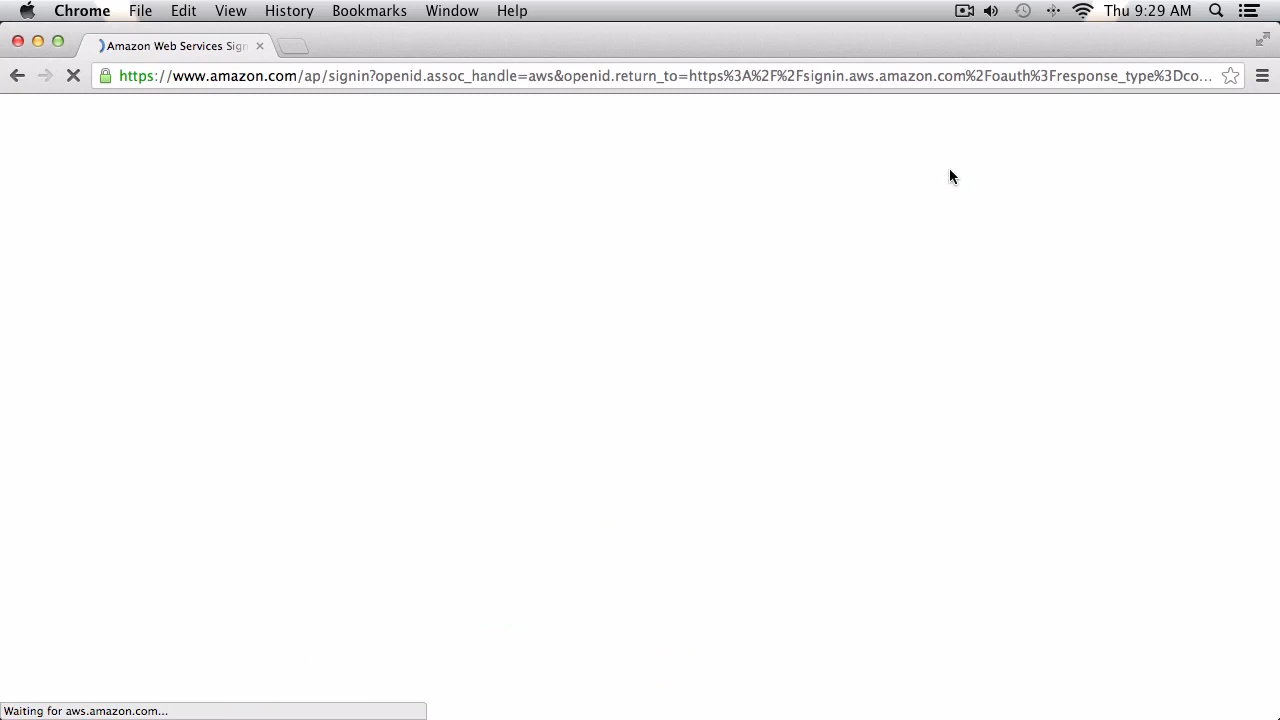 Chrome File Edit View History Bookmarks Window Help Thu 9:29 AM
Amazon Web Services Sign
https://www.amazon.com/ap/signin?openid.assoc_handle=aws&openid.return_to=https%3A%2F%2Fsignin.aws.amazon.com%2Foauth%3Fresponse_type%3Dco...
Waiting for aws.amazon.com...